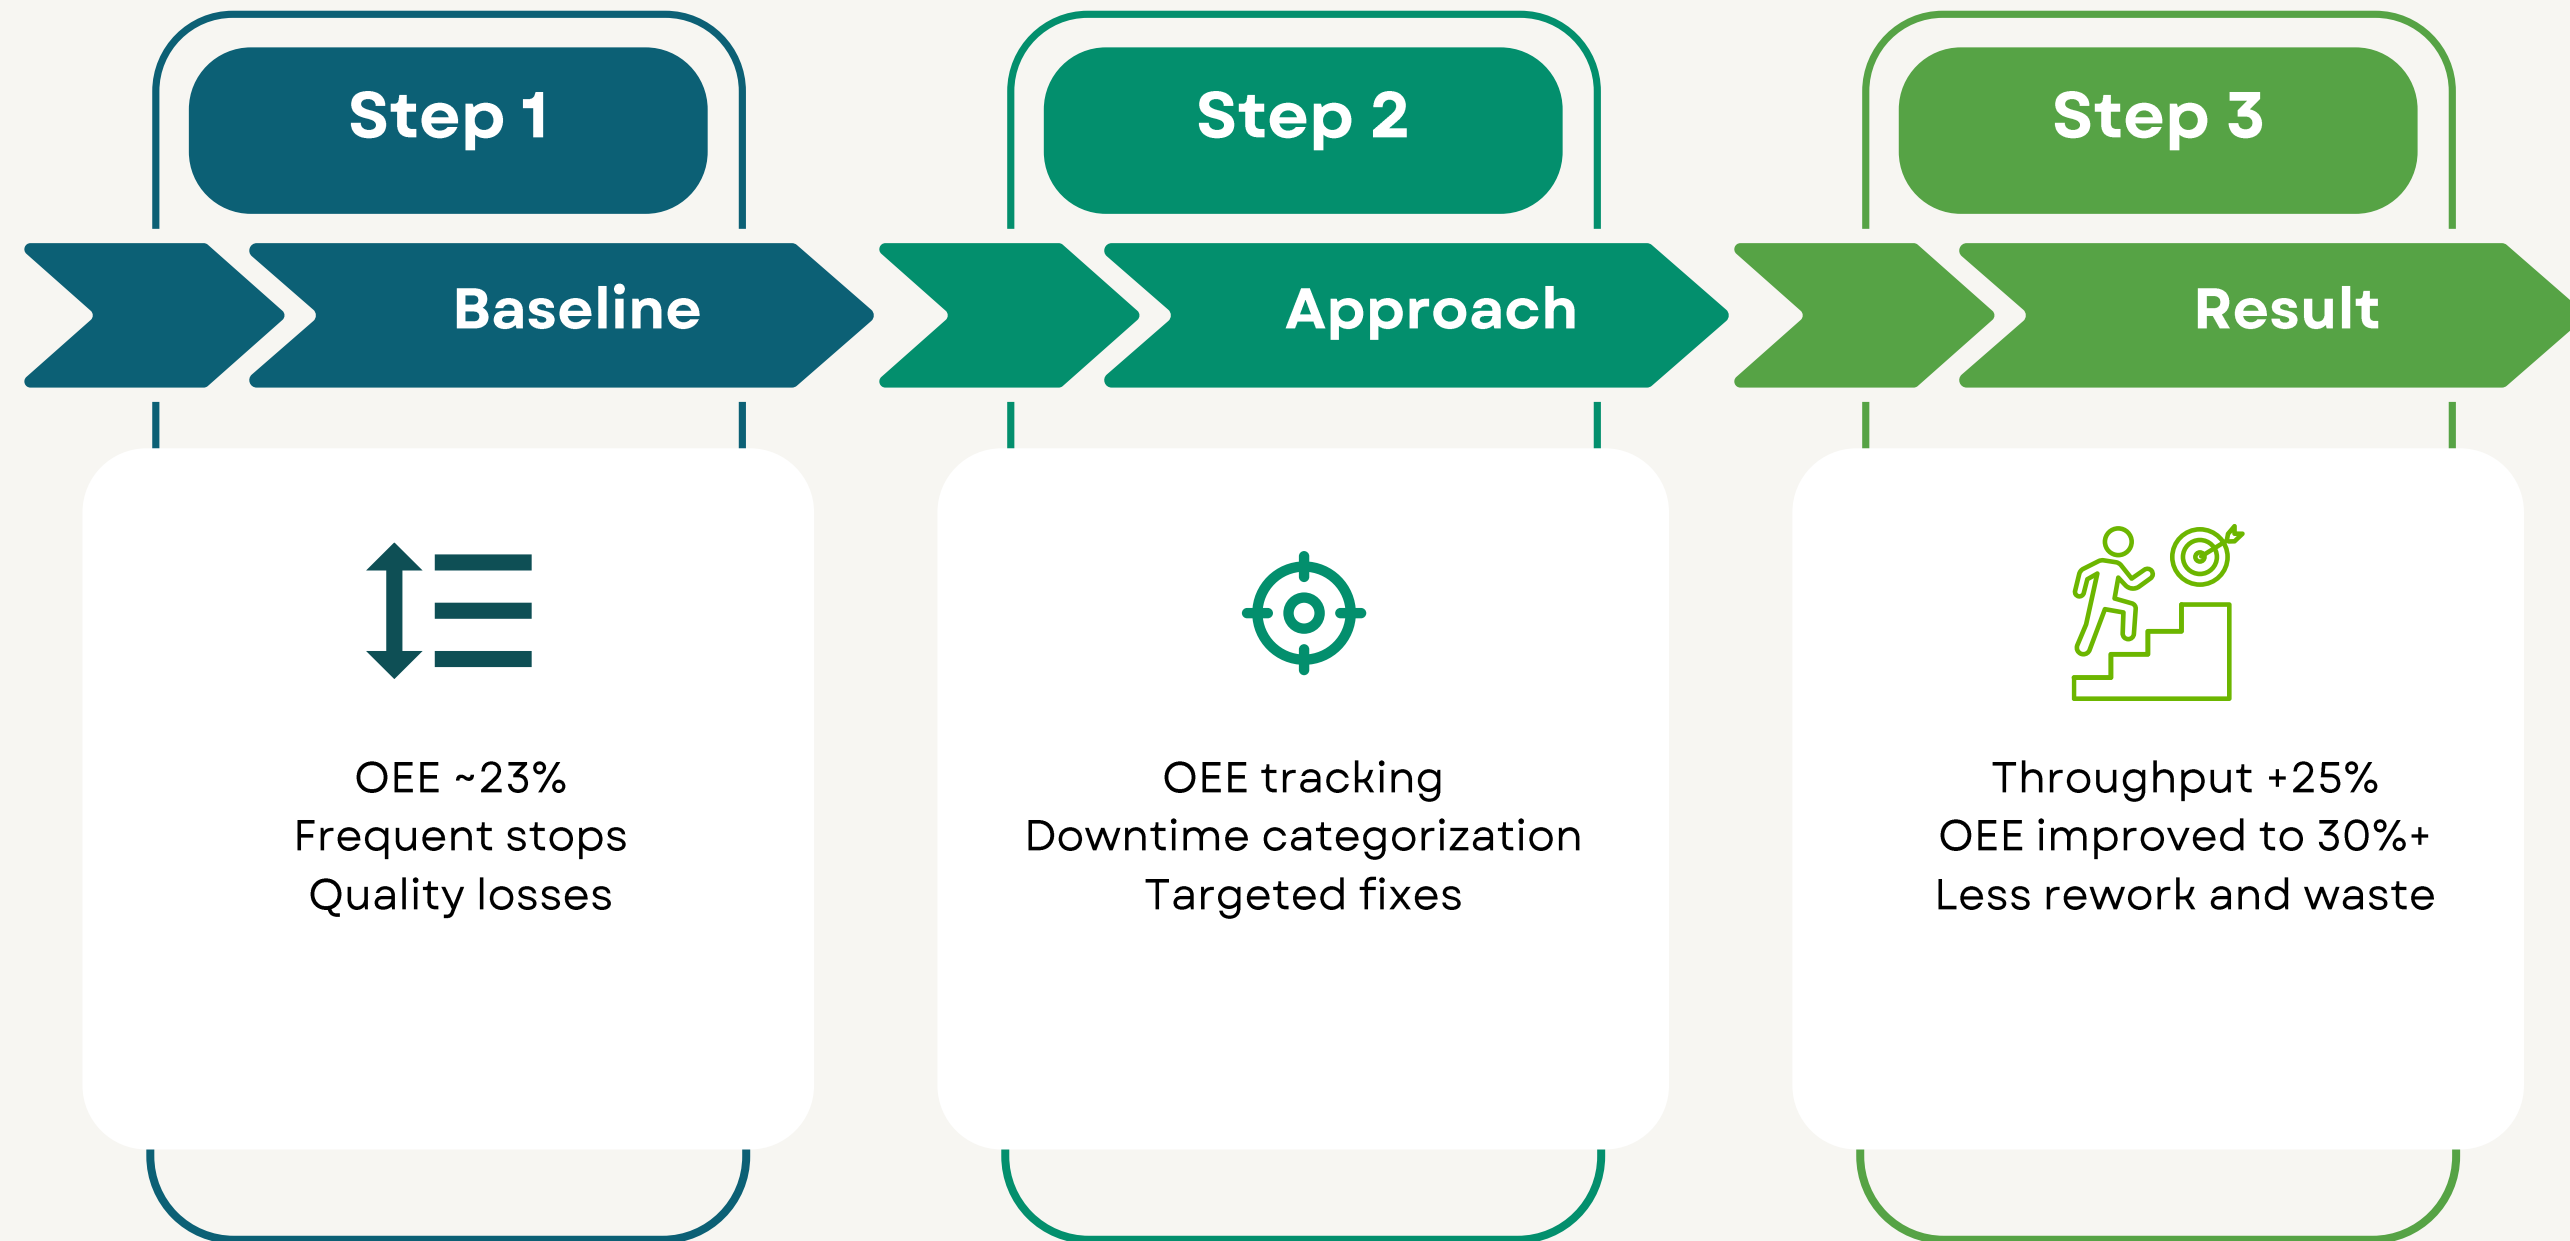 Step 1
Baseline
OEE ~23%
Frequent stops
Quality losses
Step 2
Approach
OEE tracking
Downtime categorization
Targeted fixes
Step 3
Result
Throughput +25%
OEE improved to 30%+
Less rework and waste